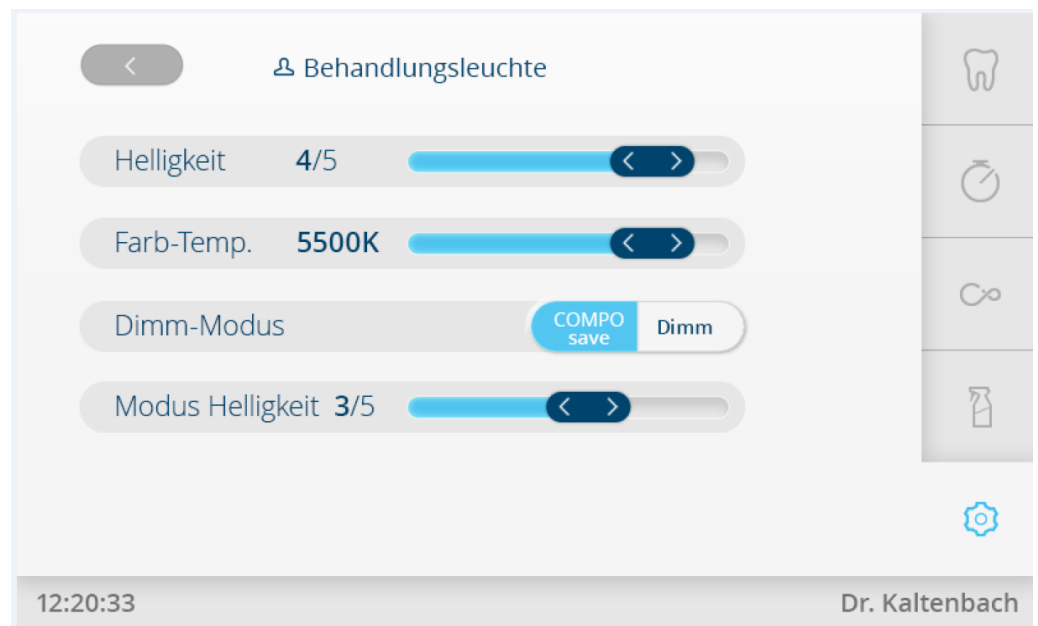 Behandlungsleuchte
Helligkeit 4/5
Farb-Temp. 5500K
Dimm-Modus COMPO save Dimm
Modus Helligkeit 3/5
12:20:33 Dr. Kaltenbach